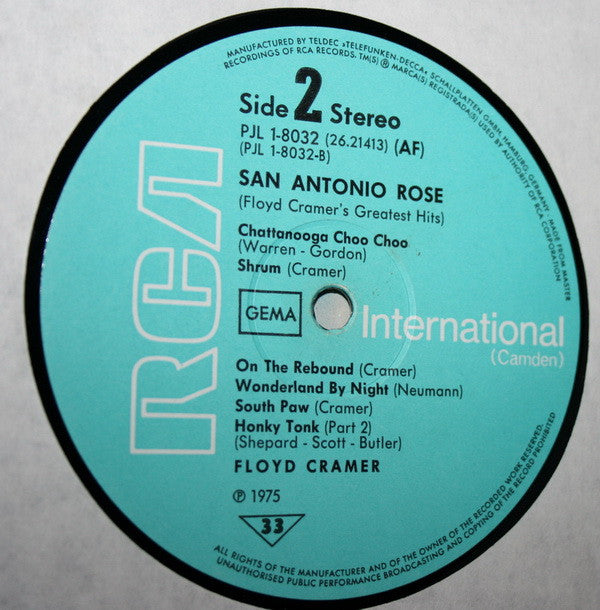 MANUFACTURED BY TELDEC »TELEFUNKEN-DECCA« SCHALLPLATTEN GMBH, HAMBURG, GERMANY · MADE FROM MASTER
RECORDINGS OF RCA RECORDS. TM(S) ® MARCA(S) REGISTRADA(S) USED BY AUTHORITY OF RCA CORPORATION
Side 2 Stereo
PJL 1-8032 (26.21413) (AF)
(PJL 1-8032-B)
SAN ANTONIO ROSE
(Floyd Cramer's Greatest Hits)
Chattanooga Choo Choo
(Warren - Gordon)
Shrum (Cramer)
RCA
GEMA
International
(Camden)
On The Rebound (Cramer)
Wonderland By Night (Neumann)
South Paw (Cramer)
Honky Tonk (Part 2)
(Shepard - Scott - Butler)
FLOYD CRAMER
℗ 1975
33
ALL RIGHTS OF THE MANUFACTURER AND OF THE OWNER OF THE RECORDED WORK RESERVED.
UNAUTHORISED PUBLIC PERFORMANCE BROADCASTING AND COPYING OF THE RECORD PROHIBITED